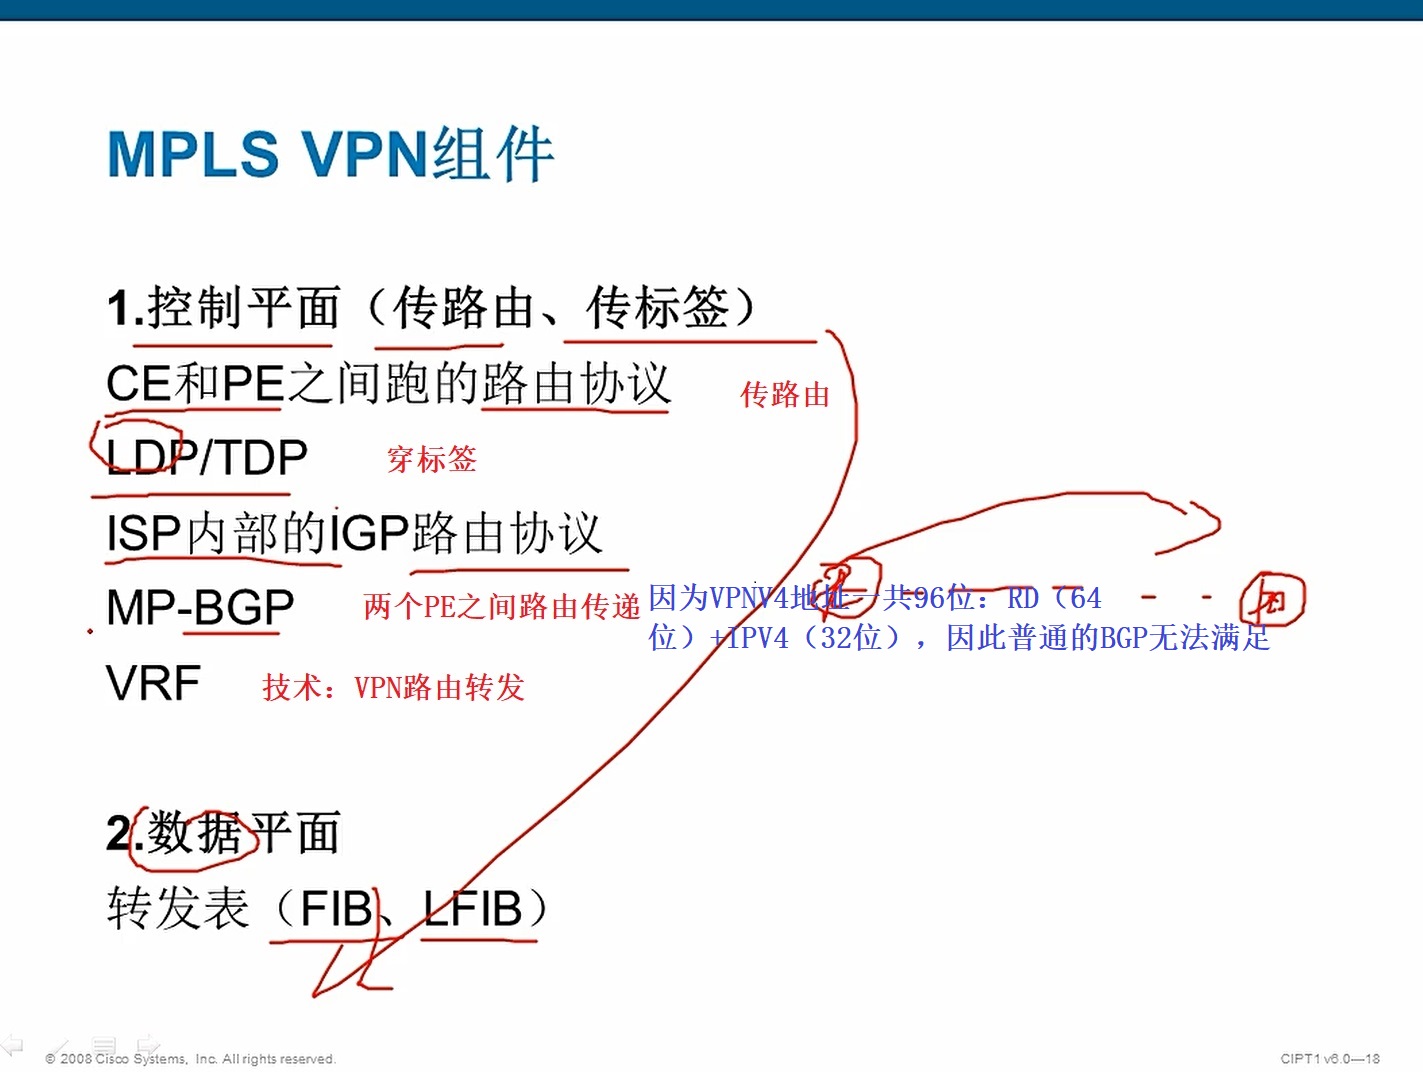 MPLS VPN组件
1.控制平面（传路由、传标签）
CE和PE之间跑的路由协议 传路由
LDP/TDP 穿标签
ISP内部的IGP路由协议
MP-BGP 两个PE之间路由传递 因为VPNV4地址一共96位：RD（64
位）+IPV4（32位），因此普通的BGP无法满足
VRF 技术：VPN路由转发
2.数据平面
转发表（FIB、LFIB）
© 2008 Cisco Systems, Inc. All rights reserved.
CIPT1 v6.0—18